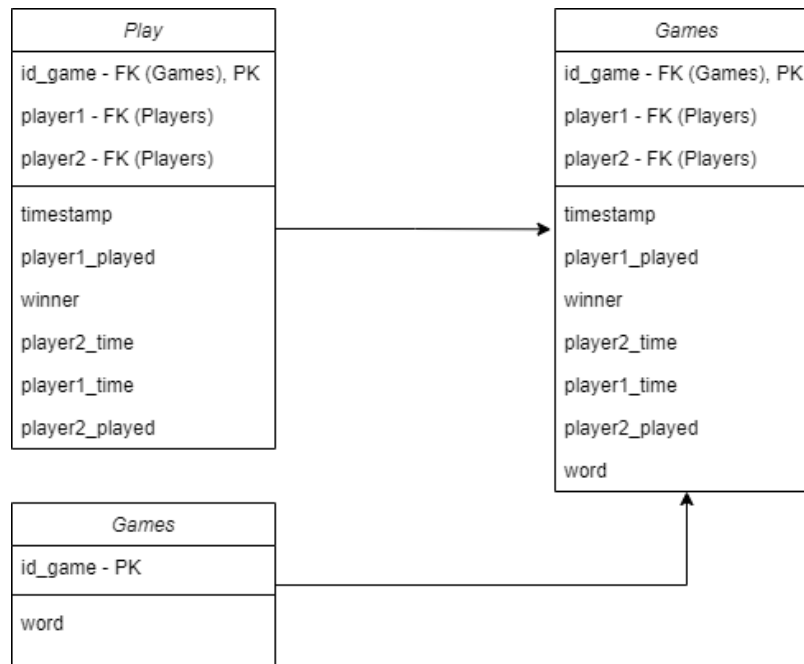 Play
id_game - FK (Games), PK
player1 - FK (Players)
player2 - FK (Players)
timestamp
player1_played
winner
player2_time
player1_time
player2_played
Games
id_game - PK
word
Games
id_game - FK (Games), PK
player1 - FK (Players)
player2 - FK (Players)
timestamp
player1_played
winner
player2_time
player1_time
player2_played
word